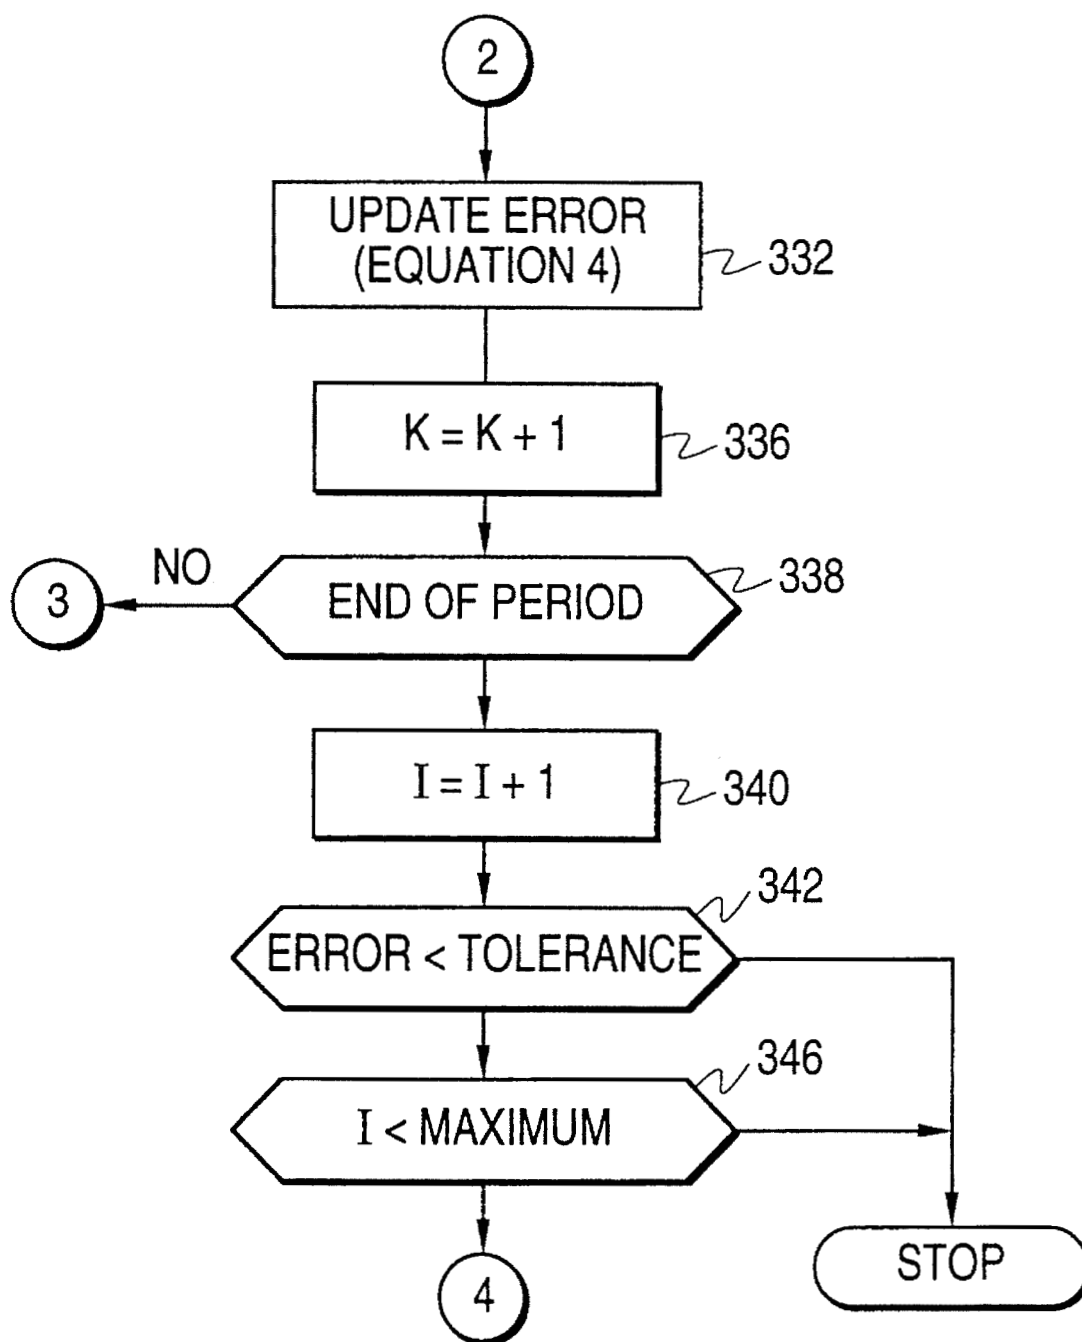 2
UPDATE ERROR
(EQUATION 4)
332
K = K + 1
336
NO
3
END OF PERIOD
338
I = I + 1
340
342
ERROR < TOLERANCE
346
I < MAXIMUM
STOP
4